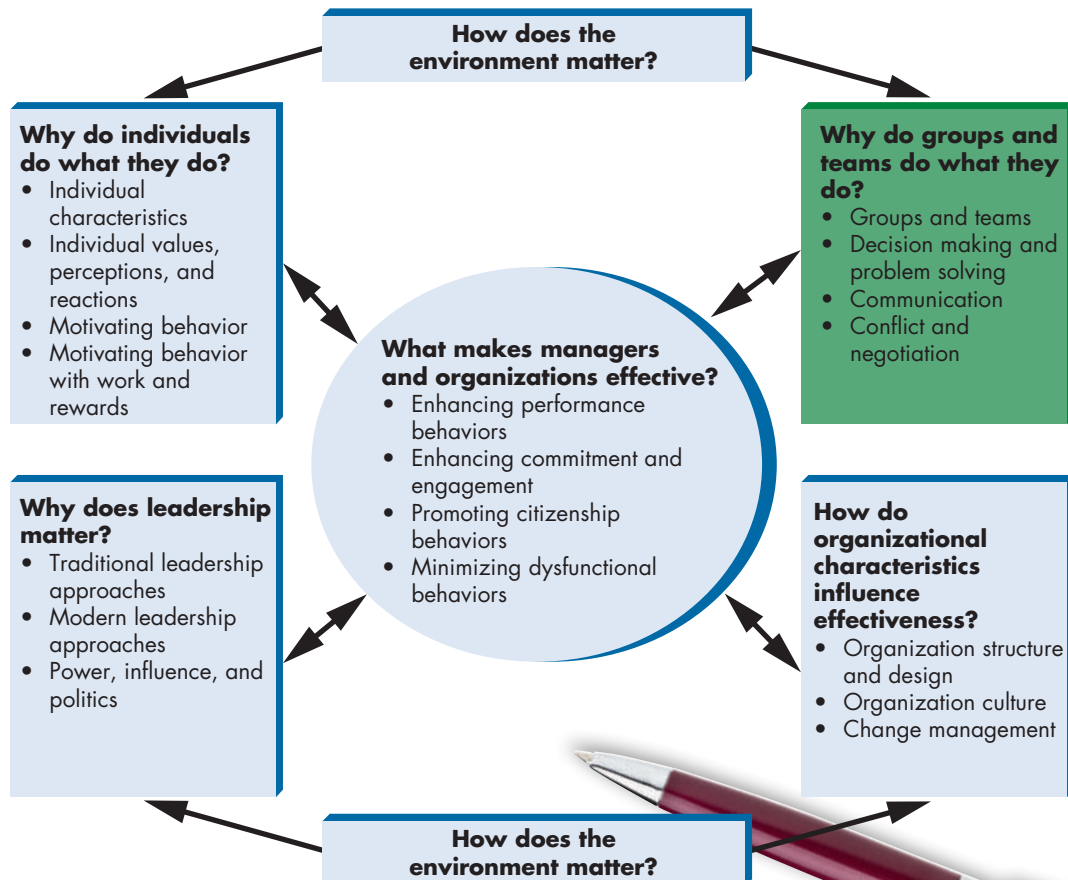 How does the
environment matter?
Why do individuals
do what they do?
• Individual
characteristics
• Individual values,
perceptions, and
reactions
• Motivating behavior
• Motivating behavior
with work and
rewards
Why do groups and
teams do what they
do?
• Groups and teams
• Decision making and
problem solving
• Communication
• Conflict and
negotiation
What makes managers
and organizations effective?
• Enhancing performance
behaviors
• Enhancing commitment and
engagement
• Promoting citizenship
behaviors
• Minimizing dysfunctional
behaviors
Why does leadership
matter?
• Traditional leadership
approaches
• Modern leadership
approaches
• Power, influence, and
politics
How do
organizational
characteristics
influence
effectiveness?
• Organization structure
and design
• Organization culture
• Change management
How does the
environment matter?